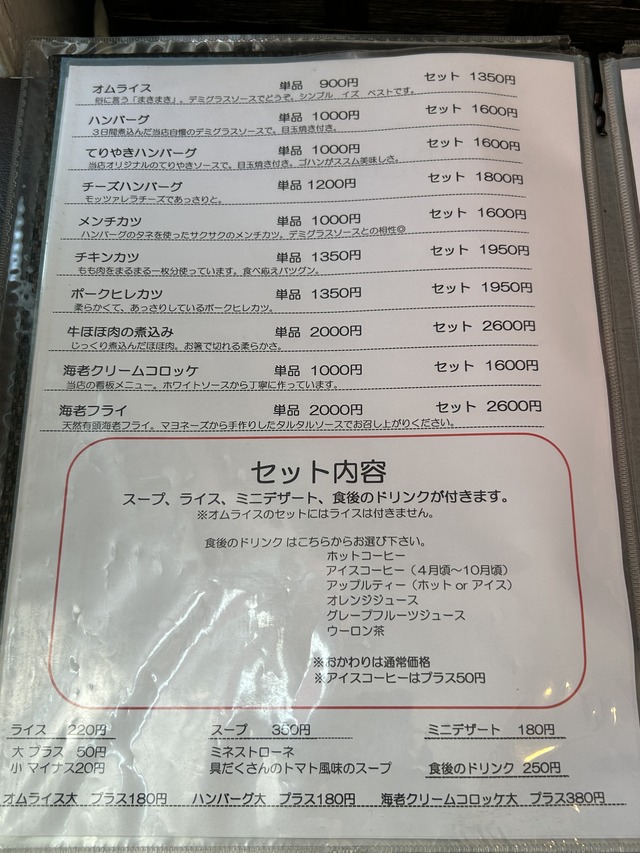 オムライス 単品 900円 セット 1350円
俗に言う「まきまき」。デミグラスソースでどうぞ。シンプル イズ ベストです。
ハンバーグ 単品 1000円 セット 1600円
3日間煮込んだ当店自慢のデミグラスソースで。目玉焼き付き。
てりやきハンバーグ 単品 1000円 セット 1600円
当店オリジナルのてりやきソースで。目玉焼き付き。ゴハンがススム美味しさ。
チーズハンバーグ 単品 1200円 セット 1800円
モッツァレラチーズであっさりと。
メンチカツ 単品 1000円 セット 1600円
ハンバーグのタネを使ったサクサクのメンチカツ。デミグラスソースとの相性◎
チキンカツ 単品 1350円 セット 1950円
もも肉をまるまる一枚分使っています。食べ応えバツグン。
ポークヒレカツ 単品 1350円 セット 1950円
柔らかくて、あっさりしているポークヒレカツ。
牛ほほ肉の煮込み 単品 2000円 セット 2600円
じっくり煮込んだほほ肉。お箸で切れる柔らかさ。
海老クリームコロッケ 単品 1000円 セット 1600円
当店の看板メニュー。ホワイトソースから丁寧に作っています。
海老フライ 単品 2000円 セット 2600円
天然有頭海老フライ。マヨネーズから手作りしたタルタルソースでお召し上がりください。
セット内容
スープ、ライス、ミニデザート、食後のドリンクが付きます。
※オムライスのセットにはライスは付きません。
食後のドリンク はこちらからお選び下さい。
ホットコーヒー
アイスコーヒー（4月頃〜10月頃）
アップルティー（ホット or アイス）
オレンジジュース
グレープフルーツジュース
ウーロン茶
※おかわりは通常価格
※アイスコーヒーはプラス50円
ライス 220円 スープ 350円 ミニデザート 180円
大 プラス 50円 ミネストローネ
小 マイナス20円 具だくさんのトマト風味のスープ 食後のドリンク 250円
オムライス大 プラス180円 ハンバーグ大 プラス180円 海老クリームコロッケ大 プラス380円